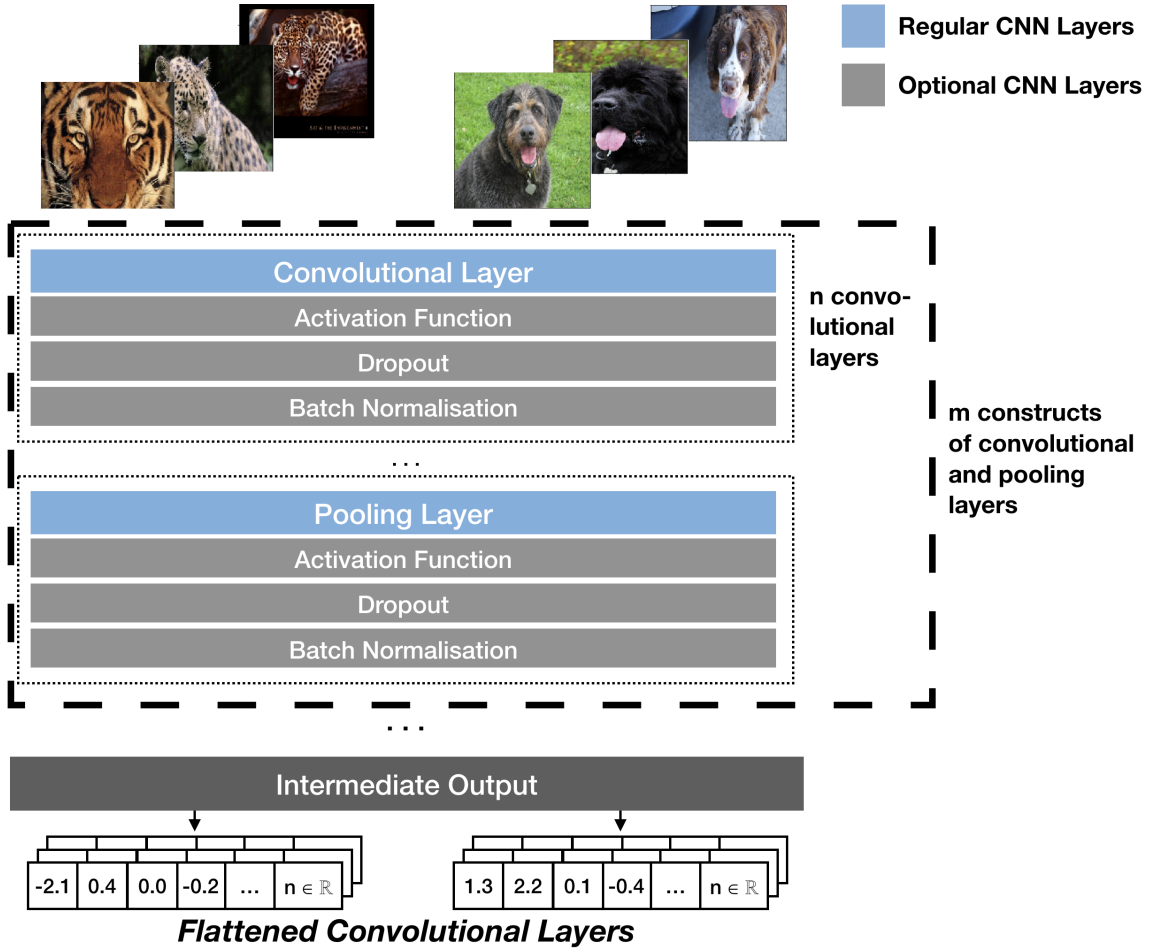 Regular CNN Layers
Optional CNN Layers
Convolutional Layer
Activation Function
Dropout
Batch Normalisation
n convo-
lutional
layers
...
Pooling Layer
Activation Function
Dropout
Batch Normalisation
m constructs
of convolutional
and pooling
layers
...
Intermediate Output
-2.1 0.4 0.0 -0.2 ... n ∈ ℝ
1.3 2.2 0.1 -0.4 ... n ∈ ℝ
Flattened Convolutional Layers